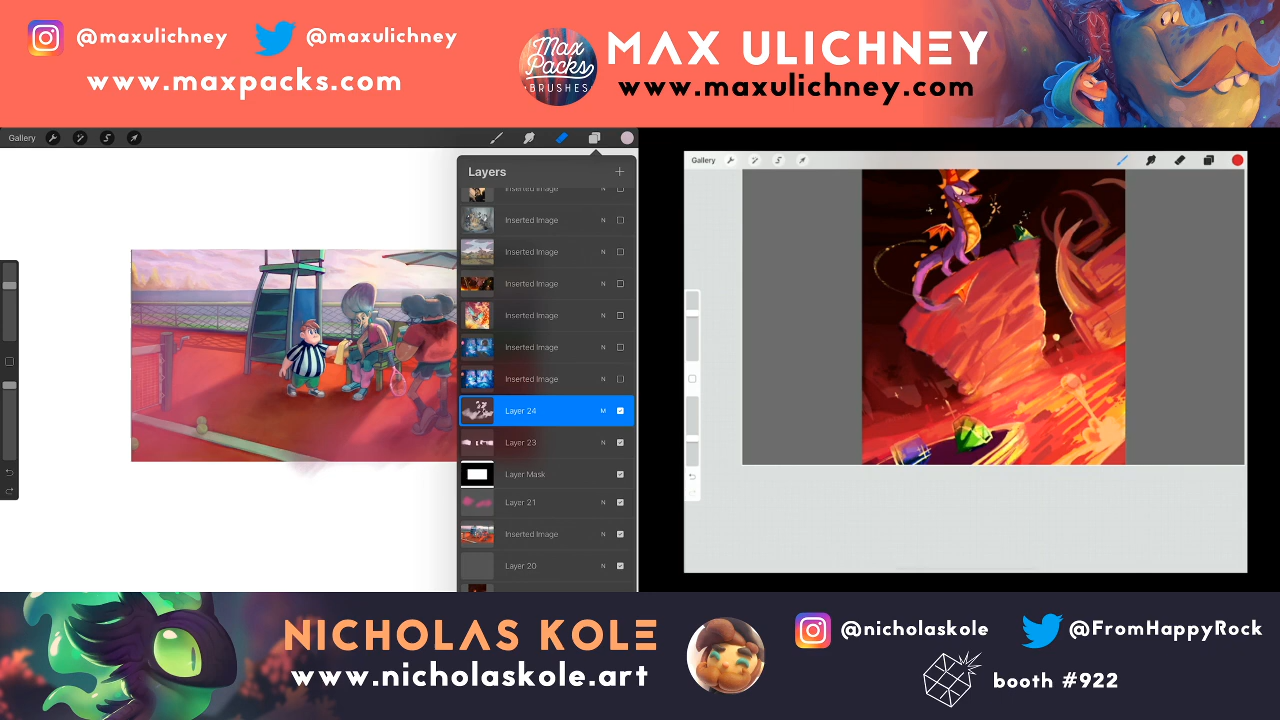 @maxulichney
@maxulichney
www.maxpacks.com
Max
Packs
BRUSHES
MAX ULICHNEY
www.maxulichney.com
Gallery
Layers
Inserted Image N
Inserted Image N
Inserted Image N
Inserted Image N
Inserted Image N
Inserted Image N
Inserted Image N
Layer 24 M
Layer 23 N
Layer Mask
Layer 21 N
Inserted Image N
Layer 20 N
Gallery
NICHOLAS KOLE
www.nicholaskole.art
@nicholaskole
@FromHappyRock
booth #922